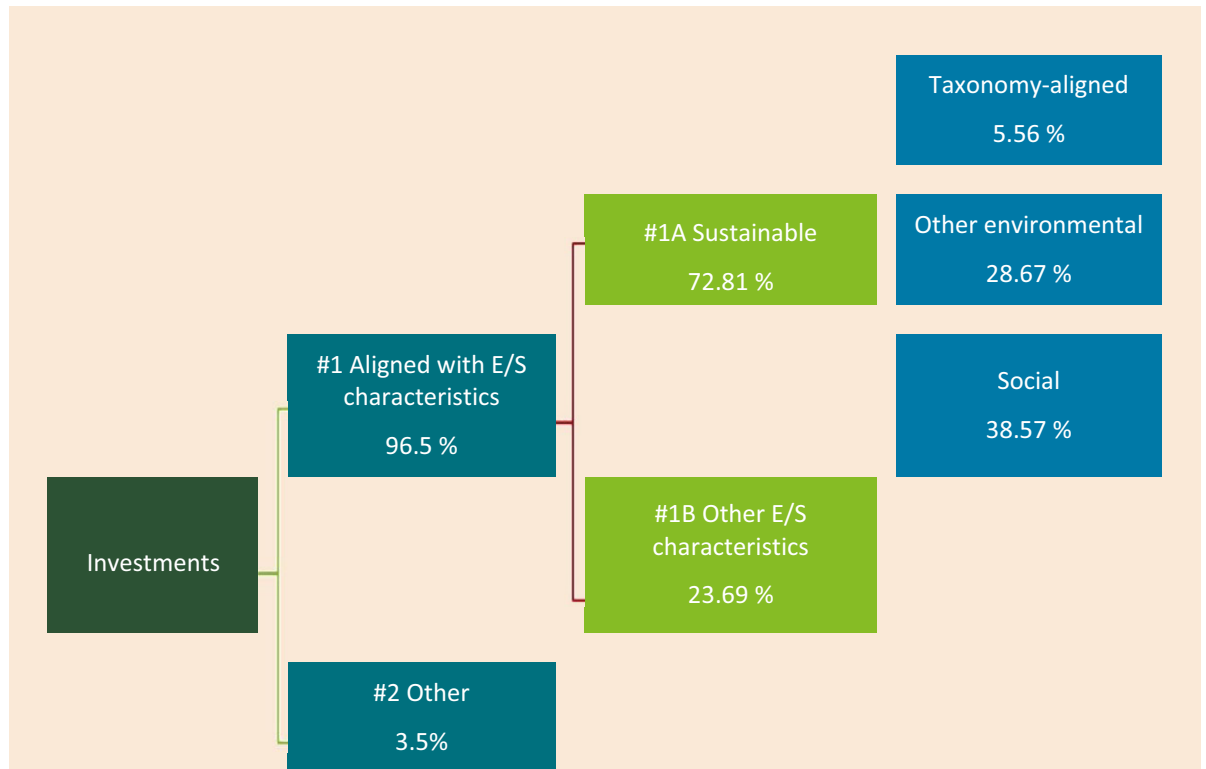 Taxonomy-aligned
5.56 %
#1A Sustainable
72.81 %
Other environmental
28.67 %
#1 Aligned with E/S
characteristics
96.5 %
Social
38.57 %
Investments
#1B Other E/S
characteristics
23.69 %
#2 Other
3.5%